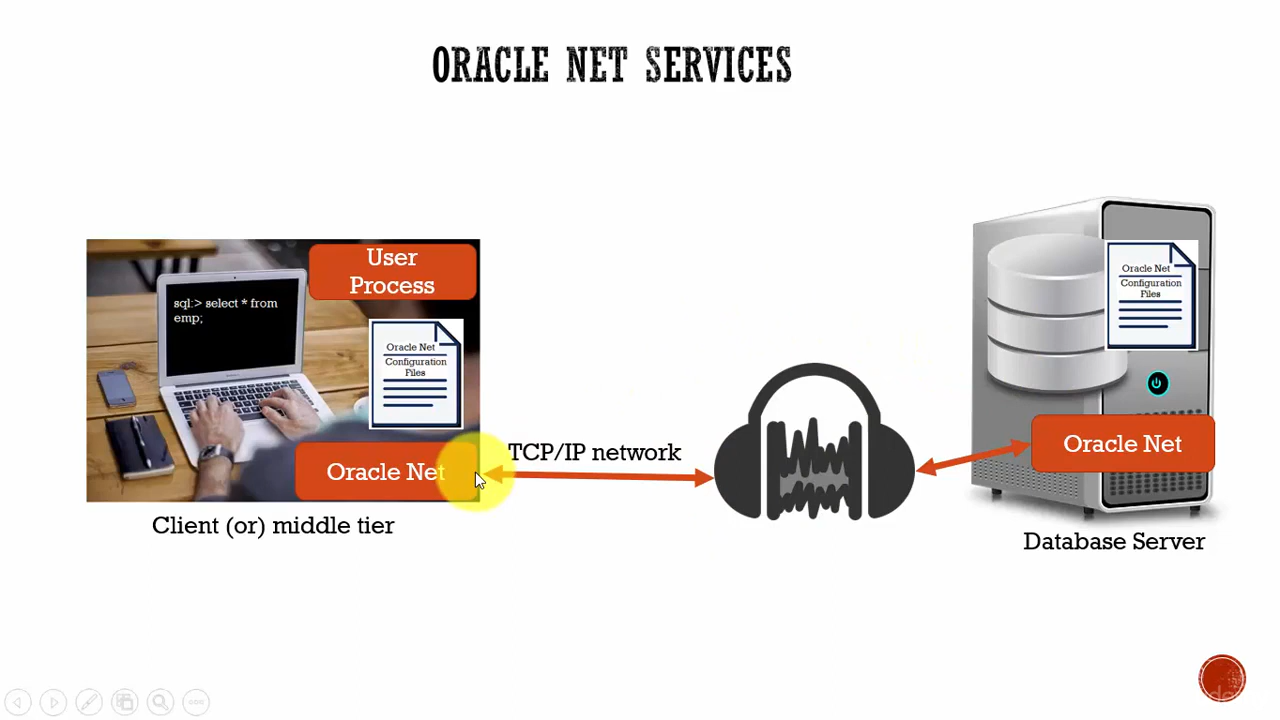 ORACLE NET SERVICES
User
Process
sql:> select * from
emp;
Oracle Net
Configuration
Files
Oracle Net
Client (or) middle tier
TCP/IP network
Oracle Net
Configuration
Files
Oracle Net
Database Server